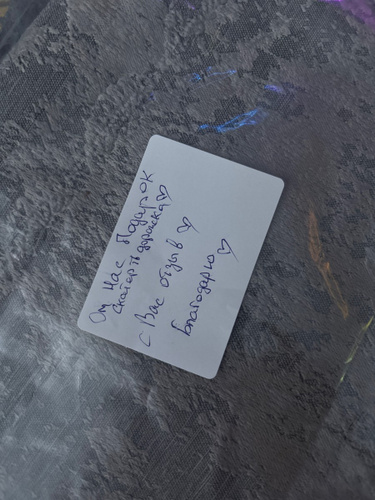 От Нас Подарок
скатерть дорожка♡
С Вас отзыв ♡
Благодарю♡